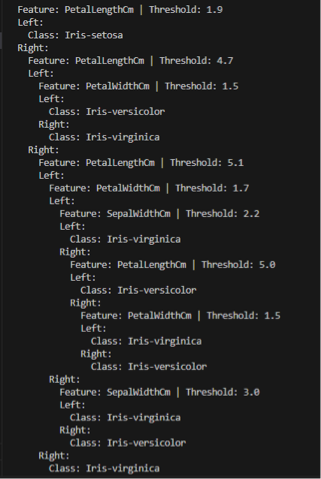 Feature: PetalLengthCm | Threshold: 1.9
Left:
Class: Iris-setosa
Right:
Feature: PetalLengthCm | Threshold: 4.7
Left:
Feature: PetalWidthCm | Threshold: 1.5
Left:
Class: Iris-versicolor
Right:
Class: Iris-virginica
Right:
Feature: PetalLengthCm | Threshold: 5.1
Left:
Feature: PetalWidthCm | Threshold: 1.7
Left:
Feature: SepalWidthCm | Threshold: 2.2
Left:
Class: Iris-virginica
Right:
Feature: PetalLengthCm | Threshold: 5.0
Left:
Class: Iris-versicolor
Right:
Feature: PetalWidthCm | Threshold: 1.5
Left:
Class: Iris-virginica
Right:
Class: Iris-versicolor
Right:
Feature: SepalWidthCm | Threshold: 3.0
Left:
Class: Iris-virginica
Right:
Class: Iris-versicolor
Right:
Class: Iris-virginica